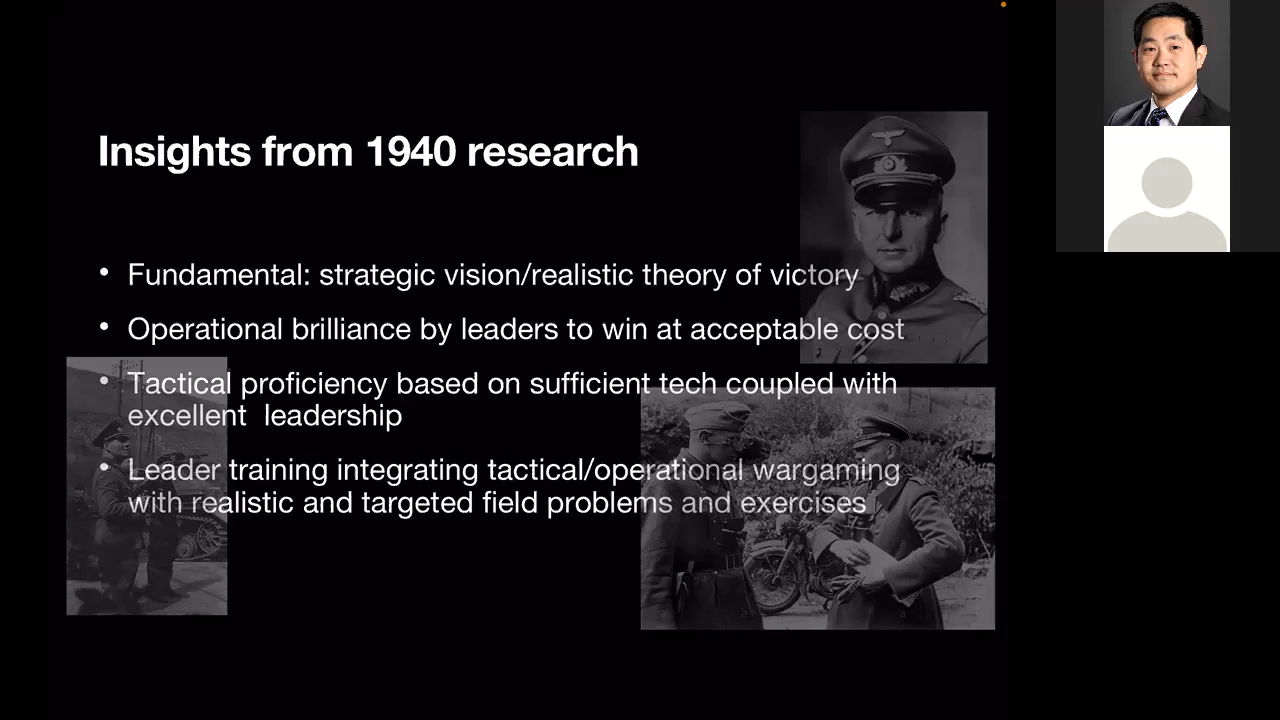 Insights from 1940 research
• Fundamental: strategic vision/realistic theory of victory
• Operational brilliance by leaders to win at acceptable cost
• Tactical proficiency based on sufficient tech coupled with
excellent  leadership
• Leader training integrating tactical/operational wargaming
with realistic and targeted field problems and exercises